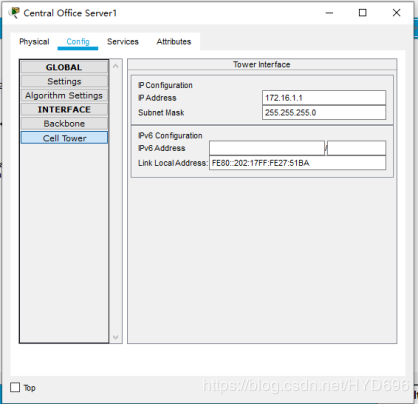 Central Office Server1
Physical Config Services Attributes
GLOBAL
Settings
Algorithm Settings
INTERFACE
Backbone
Cell Tower
Tower Interface
IP Configuration
IP Address 172.16.1.1
Subnet Mask 255.255.255.0
IPv6 Configuration
IPv6 Address /
Link Local Address: FE80::202:17FF:FE27:51BA
Top
https://blog.csdn.net/HYD696